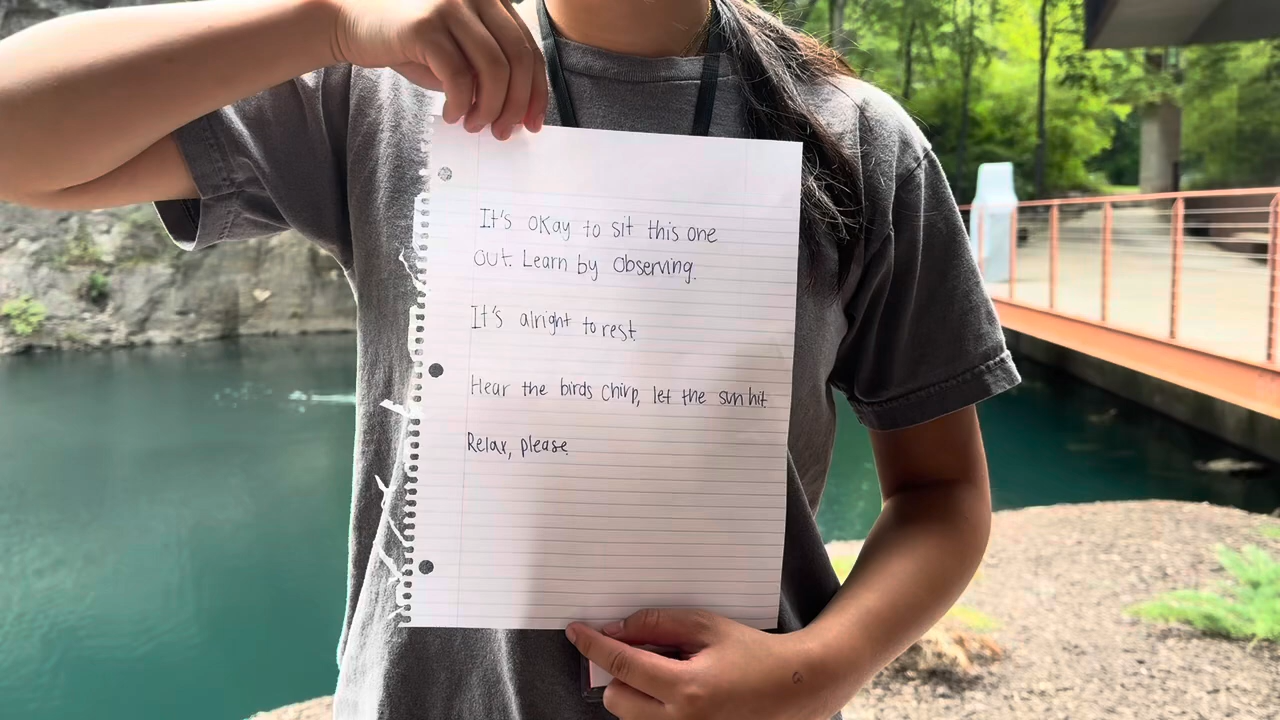 It's okay to sit this one
out. Learn by observing.
It's alright to rest.
Hear the birds chirp, let the sun hit.
Relax, please.